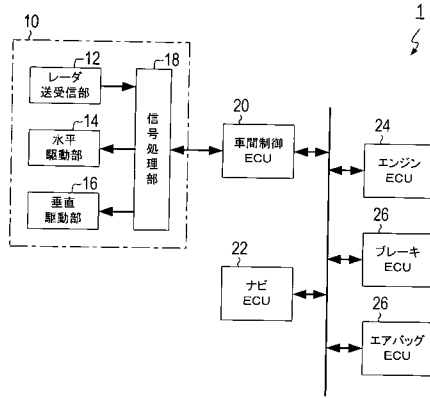 1
10
12
レーダ
送受信部
14
水平
駆動部
16
垂直
駆動部
18
信号処理部
20
車間制御
ECU
22
ナビ
ECU
24
エンジン
ECU
26
ブレーキ
ECU
26
エアバッグ
ECU